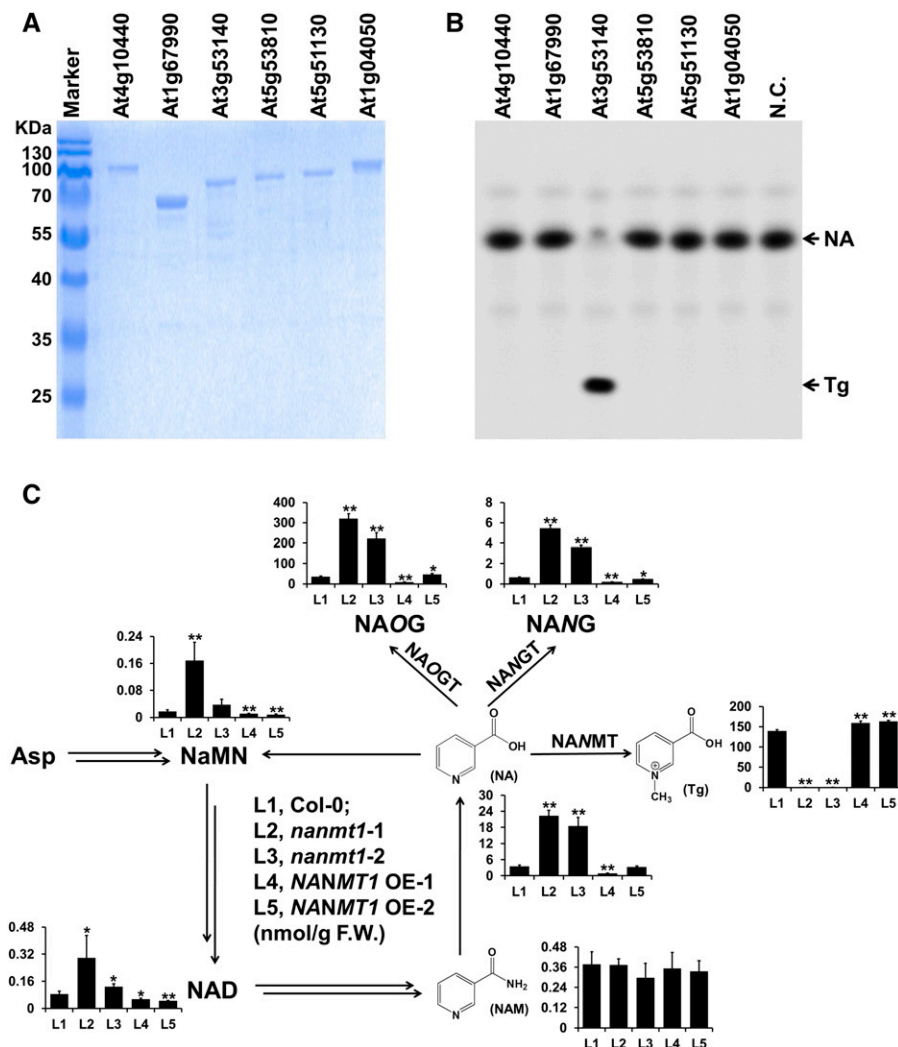 A
Marker
At4g10440
At1g67990
At3g53140
At5g53810
At5g51130
At1g04050
KDa
130
100
70
55
40
35
25
B
At4g10440
At1g67990
At3g53140
At5g53810
At5g51130
At1g04050
N.C.
NA
Tg
C
400
300
200
100
0
** ** ** *
L1 L2 L3 L4 L5
NAOG
8
6
4
2
0
** ** ** *
L1 L2 L3 L4 L5
NANG
NAOGT
NANGT
0.24
0.16
0.08
0
** ** **
L1 L2 L3 L4 L5
Asp
NaMN
O
OH
N
(NA)
NANMT
O
OH
N
+
CH3
(Tg)
200
150
100
50
0
** ** ** **
L1 L2 L3 L4 L5
L1, Col-0;
L2, nanmt1-1
L3, nanmt1-2
L4, NANMT1 OE-1
L5, NANMT1 OE-2
(nmol/g F.W.)
30
24
18
12
6
0
** ** **
L1 L2 L3 L4 L5
0.48
0.32
0.16
0
* * * **
L1 L2 L3 L4 L5
NAD
O
NH2
N
(NAM)
0.48
0.36
0.24
0.12
0
L1 L2 L3 L4 L5